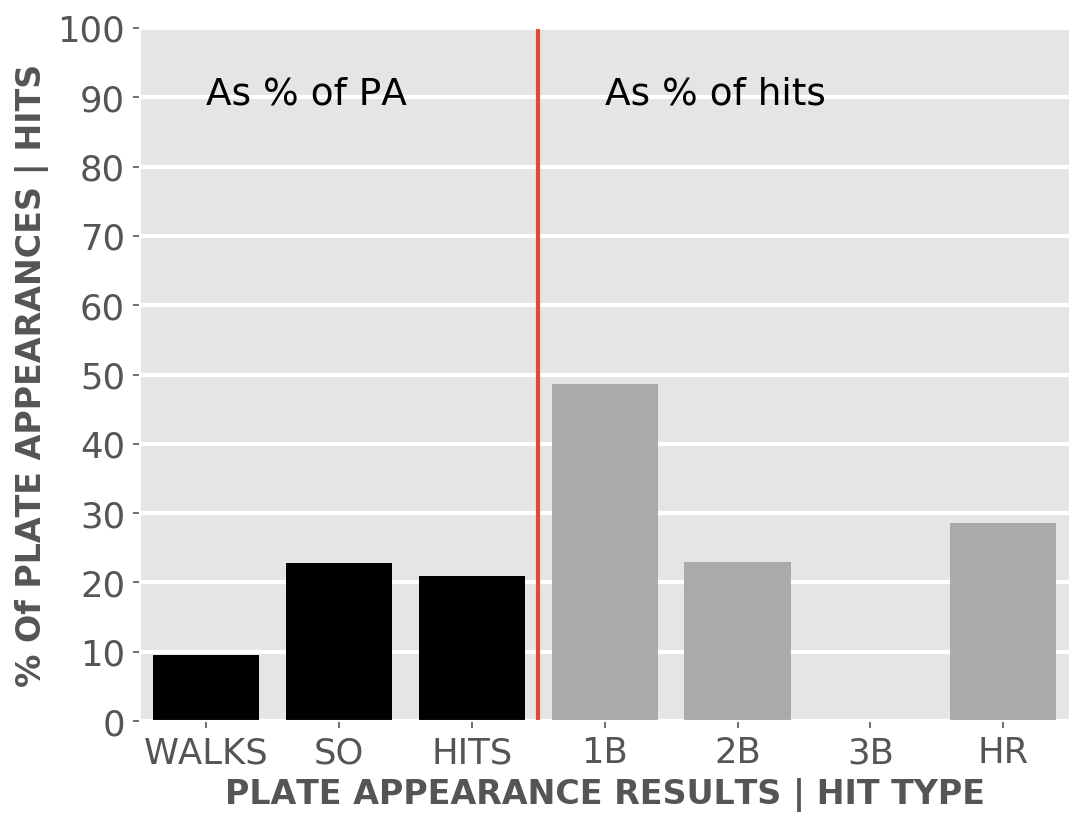 100
90
80
70
60
50
40
30
20
10
0
% Of PLATE APPEARANCES | HITS
As % of PA
As % of hits
WALKS SO HITS 1B 2B 3B HR
PLATE APPEARANCE RESULTS | HIT TYPE